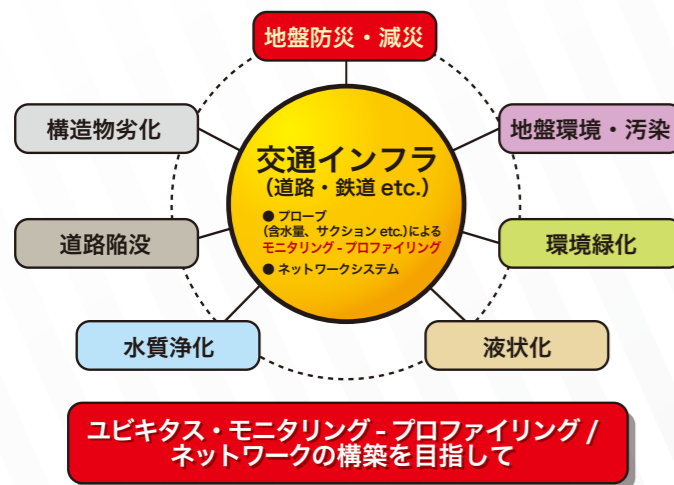 地盤防災・減災
構造物劣化
地盤環境・汚染
交通インフラ
(道路・鉄道 etc.)
● プローブ
(含水量、サクション etc.)による
モニタリング - プロファイリング
● ネットワークシステム
道路陥没
環境緑化
水質浄化
液状化
ユビキタス・モニタリング - プロファイリング /
ネットワークの構築を目指して